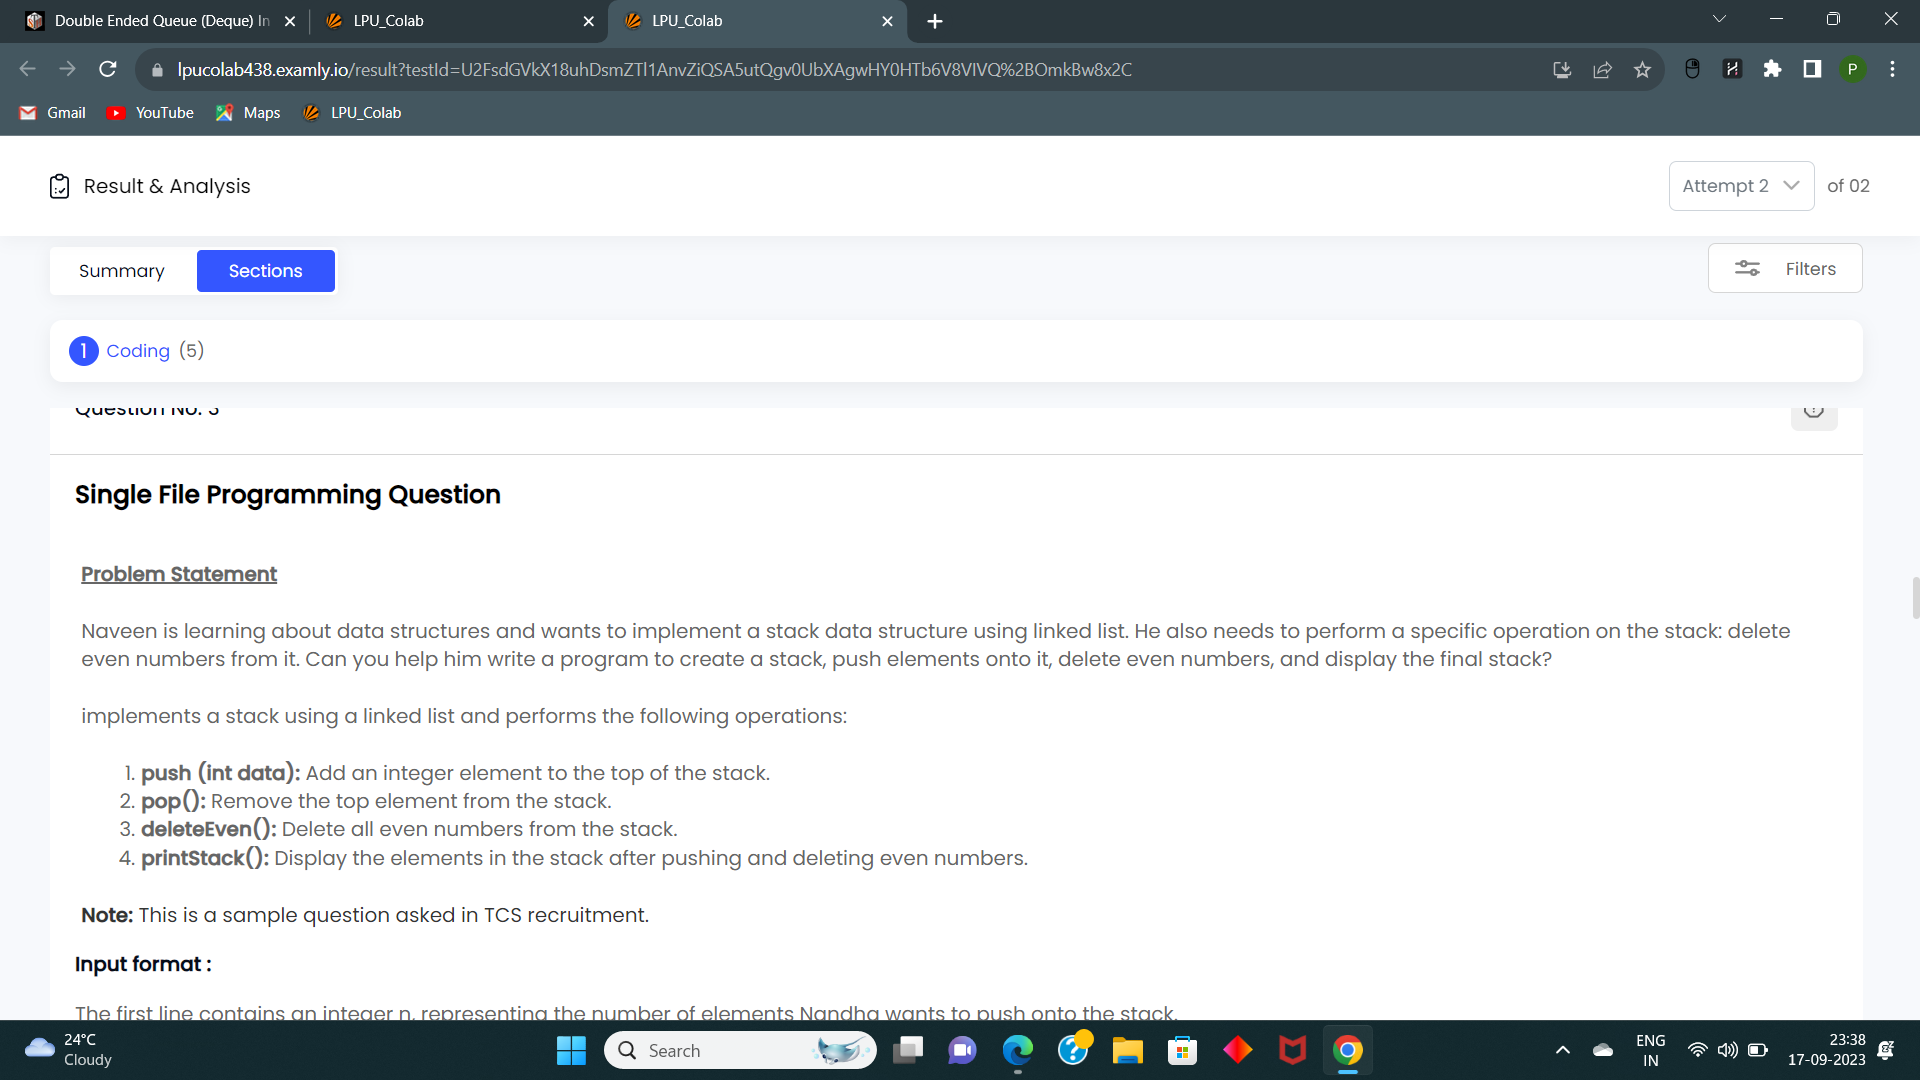 Double Ended Queue (Deque) In
LPU_Colab
LPU_Colab
lpucolab438.examly.io/result?testId=U2FsdGVkX18uhDsmZTl1AnvZiQSA5utQgv0UbXAgwHY0HTb6V8VlVQ%2BOmkBw8x2C
P
Gmail
YouTube
Maps
LPU_Colab
Result & Analysis
Attempt 2
of 02
Summary
Sections
Filters
1 Coding (5)
Question No. 3
Single File Programming Question
Problem Statement
Naveen is learning about data structures and wants to implement a stack data structure using linked list. He also needs to perform a specific operation on the stack: delete
even numbers from it. Can you help him write a program to create a stack, push elements onto it, delete even numbers, and display the final stack?
implements a stack using a linked list and performs the following operations:
1. push (int data): Add an integer element to the top of the stack.
2. pop(): Remove the top element from the stack.
3. deleteEven(): Delete all even numbers from the stack.
4. printStack(): Display the elements in the stack after pushing and deleting even numbers.
Note: This is a sample question asked in TCS recruitment.
Input format :
The first line contains an integer n, representing the number of elements Nandha wants to push onto the stack.
24°C
Cloudy
Search
ENG
IN
23:38
17-09-2023